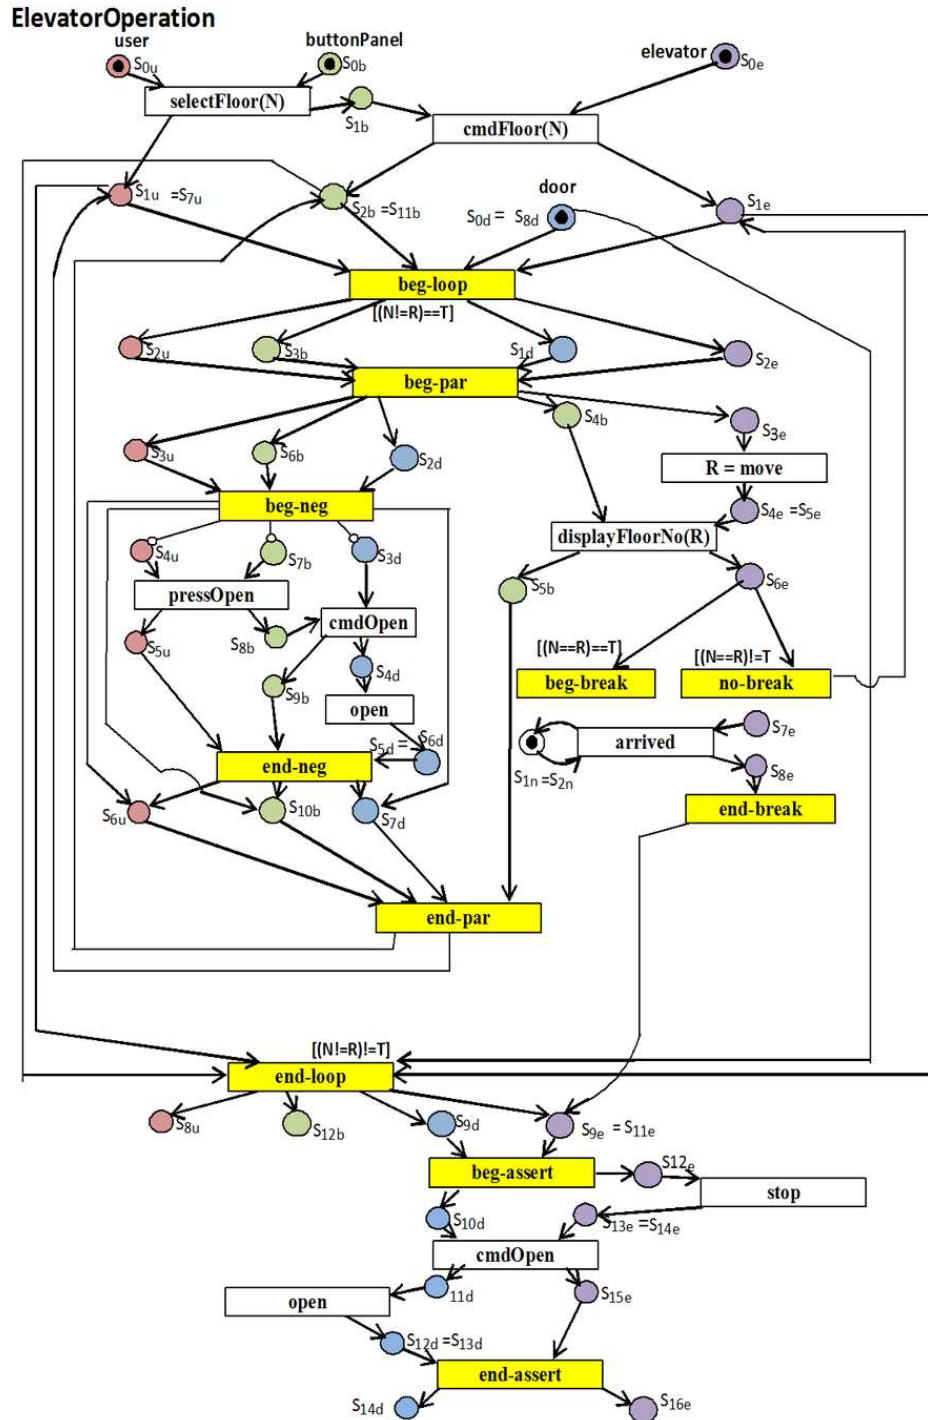 ElevatorOperation
user
buttonPanel
elevator
S0u
S0b
S0e
selectFloor(N)
S1b
cmdFloor(N)
S1u =S7u
S2b =S11b
door
S0d = S8d
S1e
beg-loop
[(N!=R)==T]
S2u
S3b
S1d
S2e
beg-par
S4b
S3e
S3u
S6b
S2d
R = move
beg-neg
S4e =S5e
displayFloorNo(R)
S4u
S7b
S3d
S6e
pressOpen
S5b
cmdOpen
S5u
S8b
[(N==R)==T]
[(N==R)!=T
S4d
beg-break
no-break
S9b
open
S7e
S5d = S6d
arrived
end-neg
S1n =S2n
S8e
S6u
S10b
S7d
end-break
end-par
[(N!=R)!=T]
end-loop
S8u
S12b
S9d
S9e = S11e
beg-assert
S12e
stop
S10d
S13e =S14e
cmdOpen
11d
S15e
open
S12d =S13d
end-assert
S14d
S16e